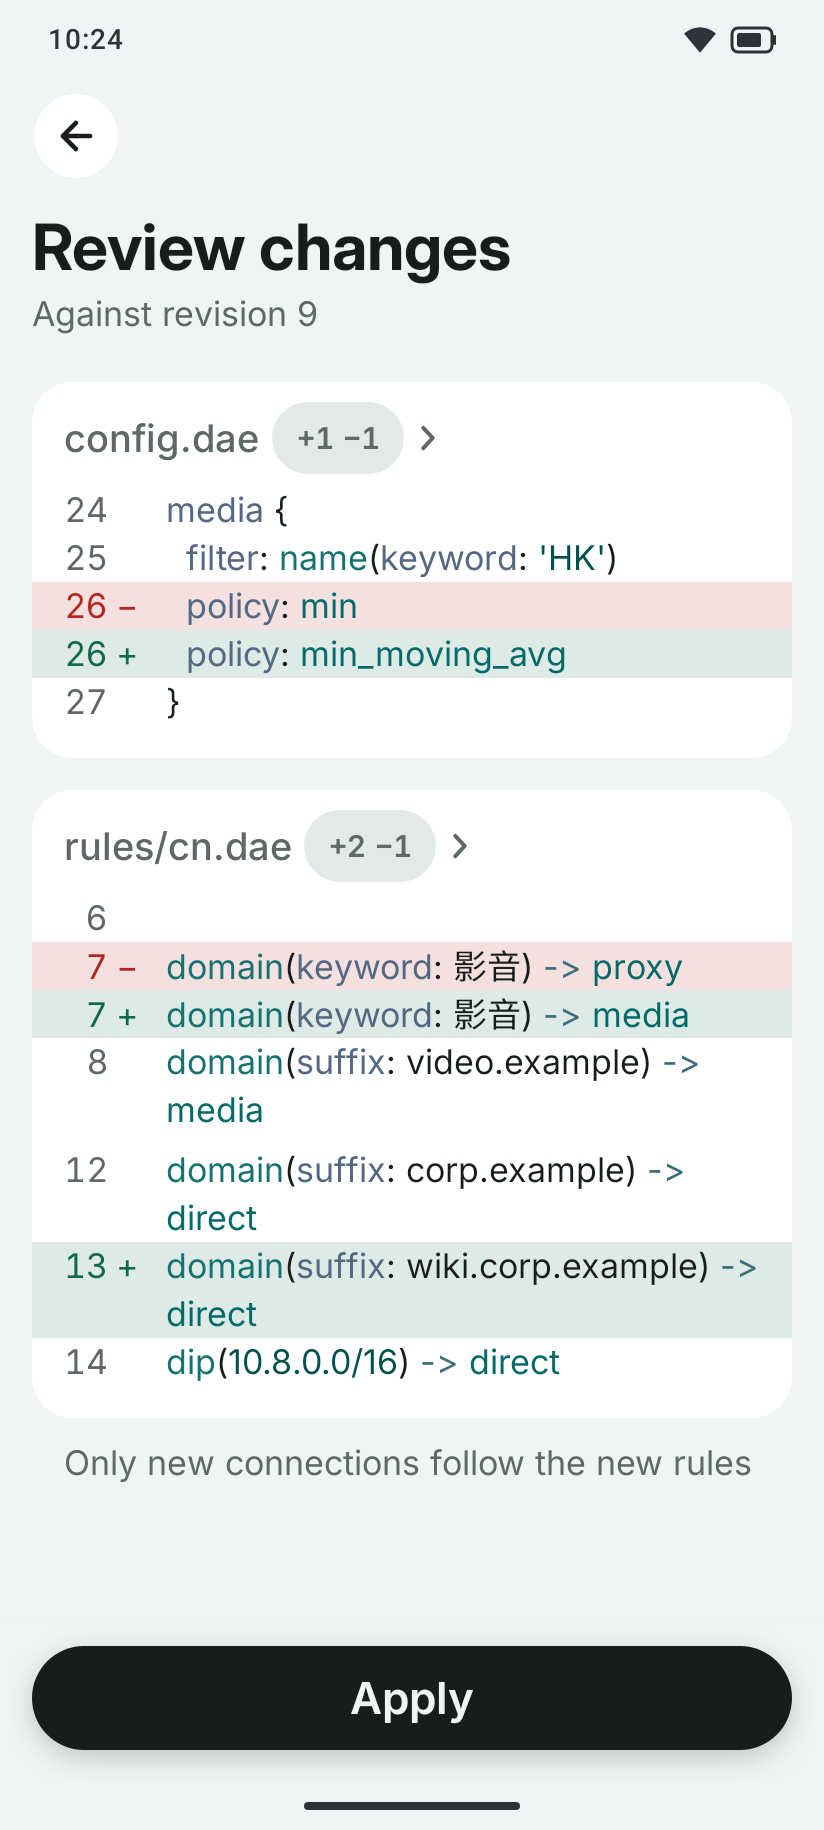 10:24
Review changes
Against revision 9
config.dae +1 −1
24 media {
25 filter: name(keyword: 'HK')
26 − policy: min
26 + policy: min_moving_avg
27 }
rules/cn.dae +2 −1
6
7 − domain(keyword: 影音) -> proxy
7 + domain(keyword: 影音) -> media
8 domain(suffix: video.example) ->
media
12 domain(suffix: corp.example) ->
direct
13 + domain(suffix: wiki.corp.example) ->
direct
14 dip(10.8.0.0/16) -> direct
Only new connections follow the new rules
Apply